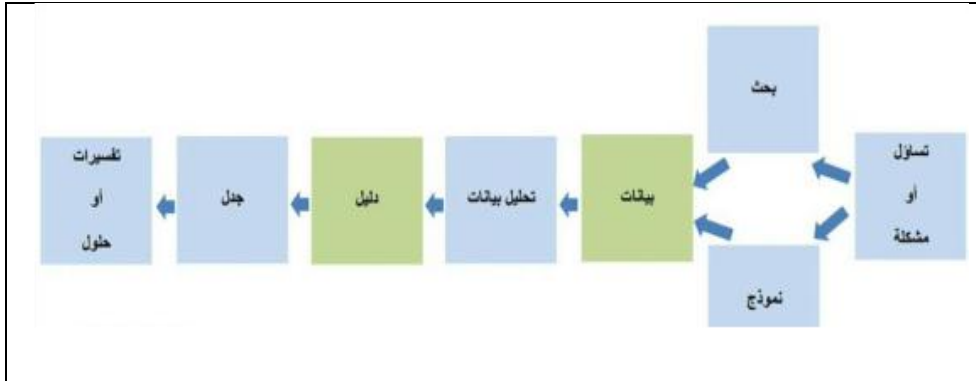 تساؤل
أو
مشكلة
بحث
نموذج
بيانات
تحليل بيانات
دليل
جدل
تفسيرات
أو
حلول